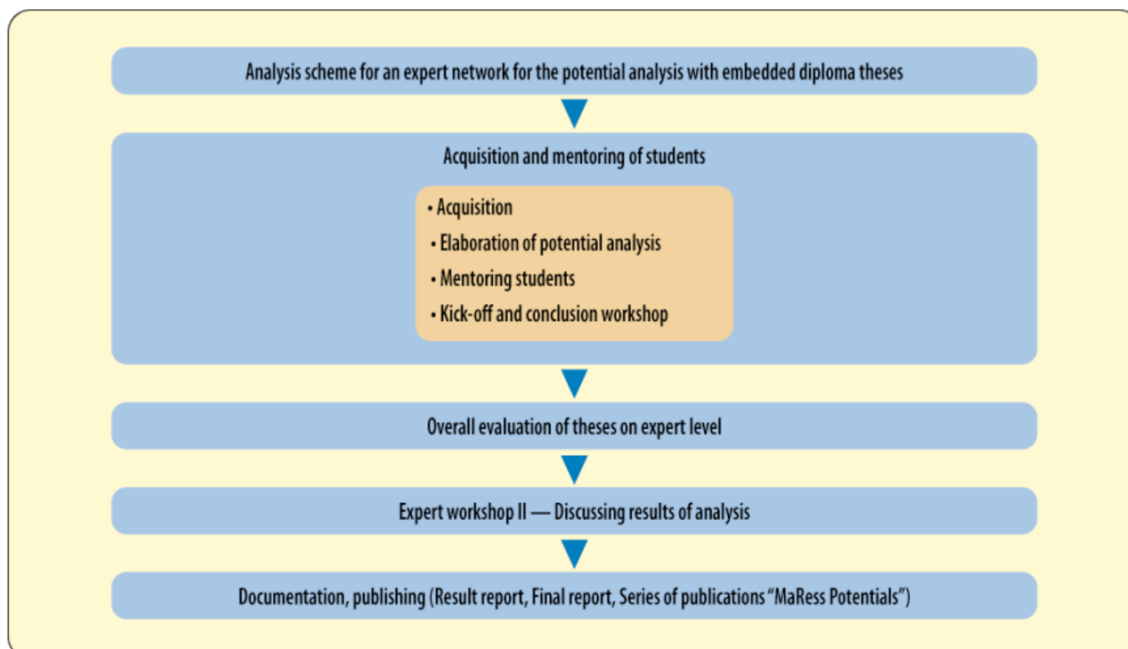 Analysis scheme for an expert network for the potential analysis with embedded diploma theses
Acquisition and mentoring of students
• Acquisition
• Elaboration of potential analysis
• Mentoring students
• Kick-off and conclusion workshop
Overall evaluation of theses on expert level
Expert workshop II — Discussing results of analysis
Documentation, publishing (Result report, Final report, Series of publications “MaRess Potentials”)